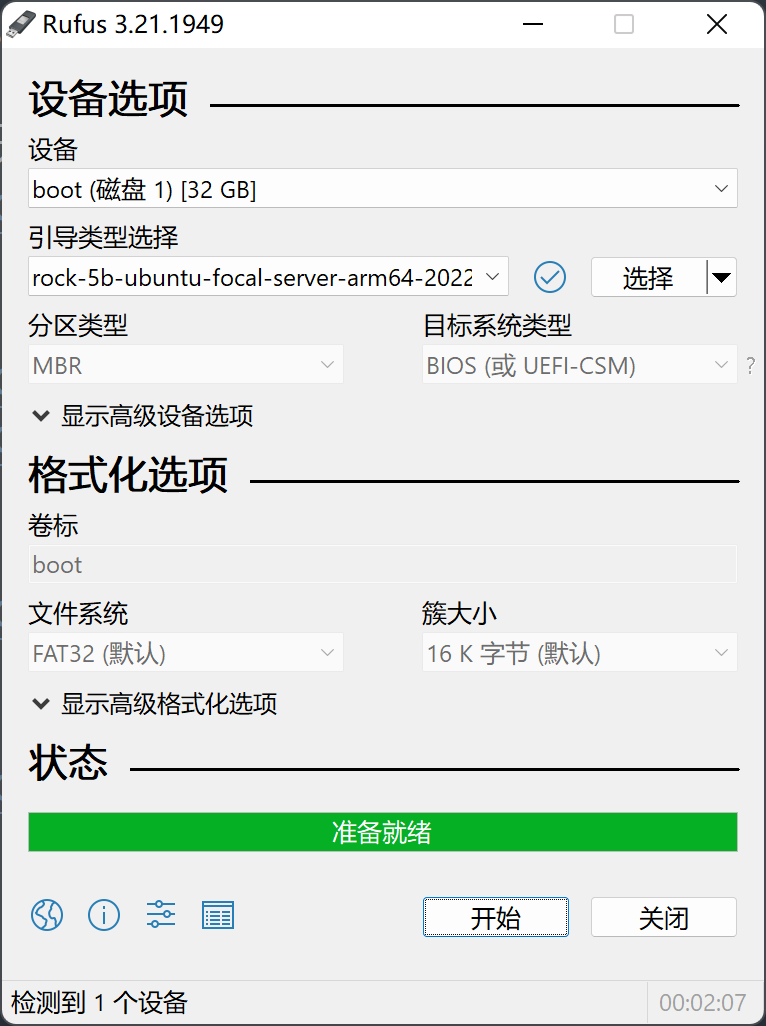 Rufus 3.21.1949
设备选项
设备
boot (磁盘 1) [32 GB]
引导类型选择
rock-5b-ubuntu-focal-server-arm64-2022
选择
分区类型
目标系统类型
MBR
BIOS (或 UEFI-CSM)
?
显示高级设备选项
格式化选项
卷标
boot
文件系统
簇大小
FAT32 (默认)
16 K 字节 (默认)
显示高级格式化选项
状态
准备就绪
开始
关闭
检测到 1 个设备
00:02:07